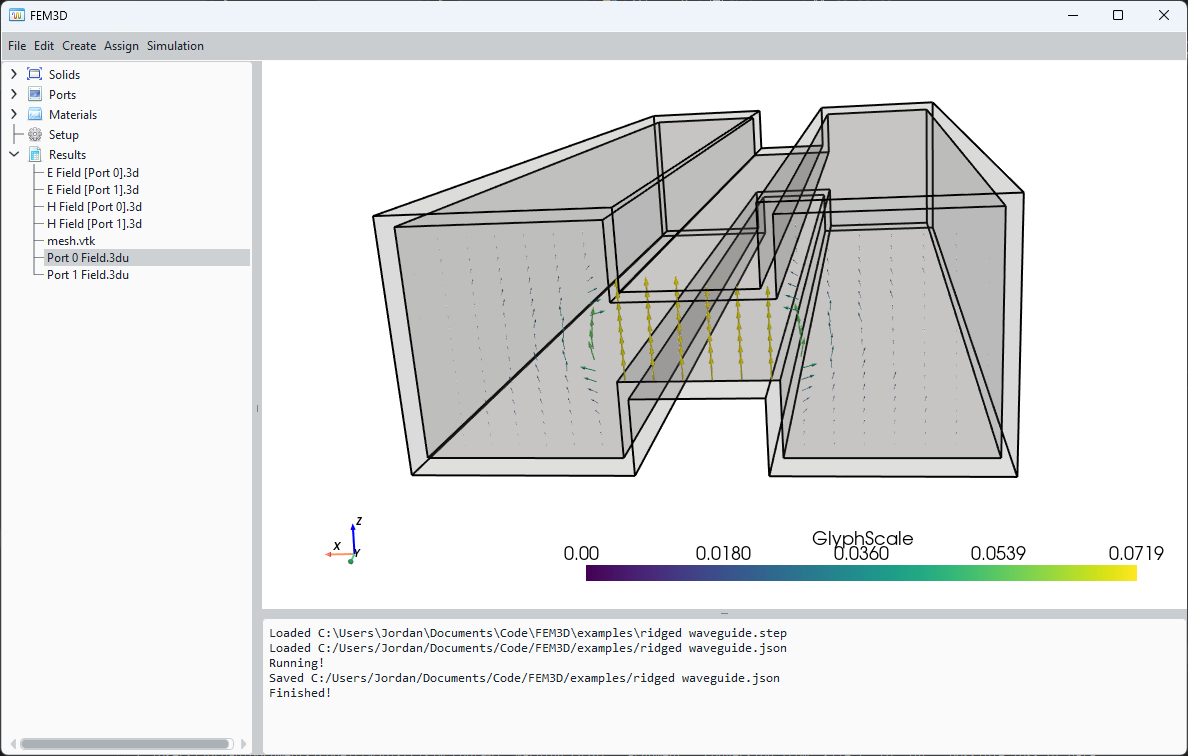 FEM3D
File Edit Create Assign Simulation
Solids
Ports
Materials
Setup
Results
E Field [Port 0].3d
E Field [Port 1].3d
H Field [Port 0].3d
H Field [Port 1].3d
mesh.vtk
Port 0 Field.3du
Port 1 Field.3du
Z
X
Y
GlyphScale
0.00 0.0180 0.0360 0.0539 0.0719
Loaded C:\Users\Jordan\Documents\Code\FEM3D\examples\ridged waveguide.step
Loaded C:/Users/Jordan/Documents/Code/FEM3D/examples/ridged waveguide.json
Running!
Saved C:/Users/Jordan/Documents/Code/FEM3D/examples/ridged waveguide.json
Finished!